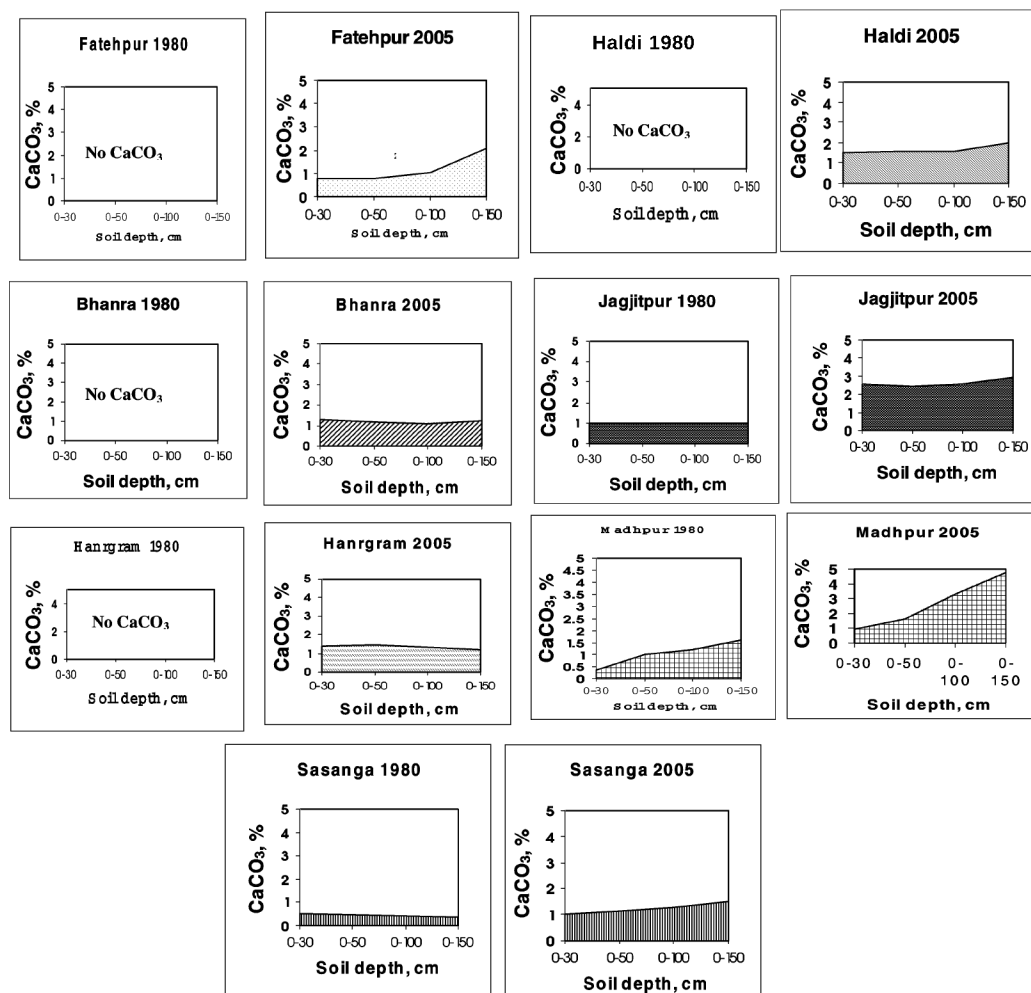 Fatehpur 1980
CaCO3, %
5
4
3
2
1
0
No CaCO3
0-30 0-50 0-100 0-150
Soil depth, cm
Fatehpur 2005
CaCO3, %
5
4
3
2
1
0
:
0-30 0-50 0-100 0-150
Soil depth, cm
Haldi 1980
CaCO3, %
4
2
0
No CaCO3
0-30 0-50 0-100 0-150
Soil depth, cm
Haldi 2005
CaCO3, %
5
4
3
2
1
0
0-30 0-50 0-100 0-150
Soil depth, cm
Bhanra 1980
CaCO3, %
5
4
3
2
1
0
No CaCO3
0-30 0-50 0-100 0-150
Soil depth, cm
Bhanra 2005
CaCO3, %
5
4
3
2
1
0
0-30 0-50 0-100 0-150
Soil depth, cm
Jagjitpur 1980
CaCO3, %
5
4
3
2
1
0
0-30 0-50 0-100 0-150
Soil depth, cm
Jagjitpur 2005
CaCO3, %
5
4
3
2
1
0
0-30 0-50 0-100 0-150
Soil depth, cm
Hanrgram 1980
CaCO3, %
4
2
0
No CaCO3
0-30 0-50 0-100 0-150
Soil depth, cm
Hanrgram 2005
CaCO3, %
5
4
3
2
1
0
0-30 0-50 0-100 0-150
Soil depth, cm
Madhpur 1980
CaCO3, %
5
4.5
4
3.5
3
2.5
2
1.5
1
0.5
0
0-30 0-50 0-100 0-150
Soil depth, cm
Madhpur 2005
CaCO3, %
5
4
3
2
1
0
0-30 0-50 0- 0-
100 150
Soil depth, cm
Sasanga 1980
CaCO3, %
5
4
3
2
1
0
0-30 0-50 0-100 0-150
Soil depth, cm
Sasanga 2005
CaCO3, %
5
4
3
2
1
0
0-30 0-50 0-100 0-150
Soil depth, cm